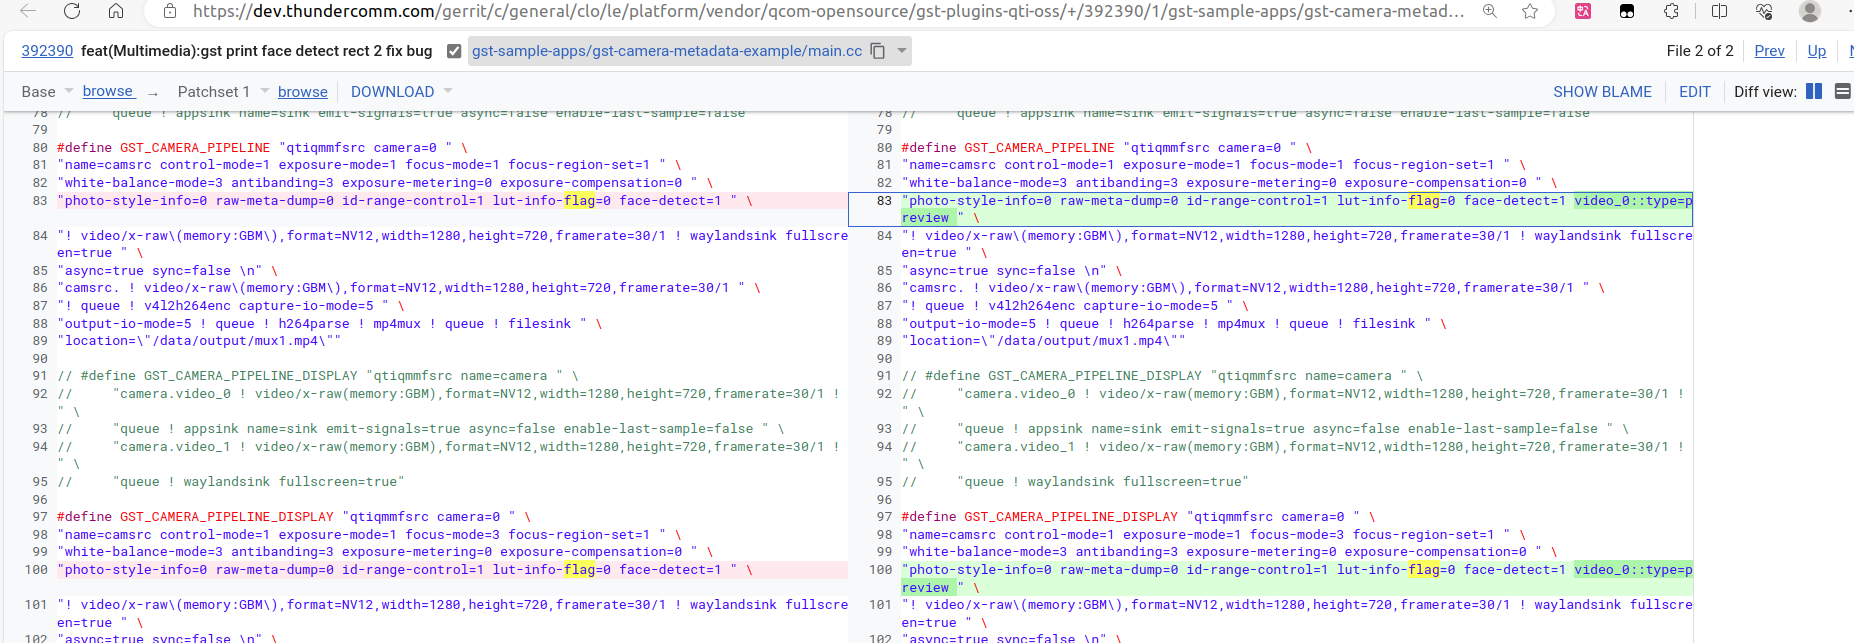 https://dev.thundercomm.com/gerrit/c/general/clo/le/platform/vendor/qcom-opensource/gst-plugins-qti-oss/+/392390/1/gst-sample-apps/gst-camera-metad...
392390 feat(Multimedia):gst print face detect rect 2 fix bug gst-sample-apps/gst-camera-metadata-example/main.cc File 2 of 2 Prev Up
Base browse → Patchset 1 browse DOWNLOAD SHOW BLAME EDIT Diff view:
78 // queue ! appsink name=sink emit-signals=true async=false enable-last-sample=false
79
80 #define GST_CAMERA_PIPELINE "qtiqmmfsrc camera=0 " \
81 "name=camsrc control-mode=1 exposure-mode=1 focus-mode=1 focus-region-set=1 " \
82 "white-balance-mode=3 antibanding=3 exposure-metering=0 exposure-compensation=0 " \
83 "photo-style-info=0 raw-meta-dump=0 id-range-control=1 lut-info-flag=0 face-detect=1 " \
84 "! video/x-raw\(memory:GBM\),format=NV12,width=1280,height=720,framerate=30/1 ! waylandsink fullscre
en=true " \
85 "async=true sync=false \n" \
86 "camsrc. ! video/x-raw\(memory:GBM\),format=NV12,width=1280,height=720,framerate=30/1 " \
87 "! queue ! v4l2h264enc capture-io-mode=5 " \
88 "output-io-mode=5 ! queue ! h264parse ! mp4mux ! queue ! filesink " \
89 "location=\"/data/output/mux1.mp4\""
90
91 // #define GST_CAMERA_PIPELINE_DISPLAY "qtiqmmfsrc name=camera " \
92 // "camera.video_0 ! video/x-raw(memory:GBM),format=NV12,width=1280,height=720,framerate=30/1 !
" \
93 // "queue ! appsink name=sink emit-signals=true async=false enable-last-sample=false " \
94 // "camera.video_1 ! video/x-raw(memory:GBM),format=NV12,width=1280,height=720,framerate=30/1 !
" \
95 // "queue ! waylandsink fullscreen=true"
96
97 #define GST_CAMERA_PIPELINE_DISPLAY "qtiqmmfsrc camera=0 " \
98 "name=camsrc control-mode=1 exposure-mode=1 focus-mode=3 focus-region-set=1 " \
99 "white-balance-mode=3 antibanding=3 exposure-metering=0 exposure-compensation=0 " \
100 "photo-style-info=0 raw-meta-dump=0 id-range-control=1 lut-info-flag=0 face-detect=1 " \
101 "! video/x-raw\(memory:GBM\),format=NV12,width=1280,height=720,framerate=30/1 ! waylandsink fullscre
en=true " \
102 "async=true sync=false \n" \
78 // queue ! appsink name=sink emit-signals=true async=false enable-last-sample=false
79
80 #define GST_CAMERA_PIPELINE "qtiqmmfsrc camera=0 " \
81 "name=camsrc control-mode=1 exposure-mode=1 focus-mode=1 focus-region-set=1 " \
82 "white-balance-mode=3 antibanding=3 exposure-metering=0 exposure-compensation=0 " \
83 "photo-style-info=0 raw-meta-dump=0 id-range-control=1 lut-info-flag=0 face-detect=1 video_0::type=p
review " \
84 "! video/x-raw\(memory:GBM\),format=NV12,width=1280,height=720,framerate=30/1 ! waylandsink fullscre
en=true " \
85 "async=true sync=false \n" \
86 "camsrc. ! video/x-raw\(memory:GBM\),format=NV12,width=1280,height=720,framerate=30/1 " \
87 "! queue ! v4l2h264enc capture-io-mode=5 " \
88 "output-io-mode=5 ! queue ! h264parse ! mp4mux ! queue ! filesink " \
89 "location=\"/data/output/mux1.mp4\""
90
91 // #define GST_CAMERA_PIPELINE_DISPLAY "qtiqmmfsrc name=camera " \
92 // "camera.video_0 ! video/x-raw(memory:GBM),format=NV12,width=1280,height=720,framerate=30/1 !
" \
93 // "queue ! appsink name=sink emit-signals=true async=false enable-last-sample=false " \
94 // "camera.video_1 ! video/x-raw(memory:GBM),format=NV12,width=1280,height=720,framerate=30/1 !
" \
95 // "queue ! waylandsink fullscreen=true"
96
97 #define GST_CAMERA_PIPELINE_DISPLAY "qtiqmmfsrc camera=0 " \
98 "name=camsrc control-mode=1 exposure-mode=1 focus-mode=3 focus-region-set=1 " \
99 "white-balance-mode=3 antibanding=3 exposure-metering=0 exposure-compensation=0 " \
100 "photo-style-info=0 raw-meta-dump=0 id-range-control=1 lut-info-flag=0 face-detect=1 video_0::type=p
review " \
101 "! video/x-raw\(memory:GBM\),format=NV12,width=1280,height=720,framerate=30/1 ! waylandsink fullscre
en=true " \
102 "async=true sync=false \n" \